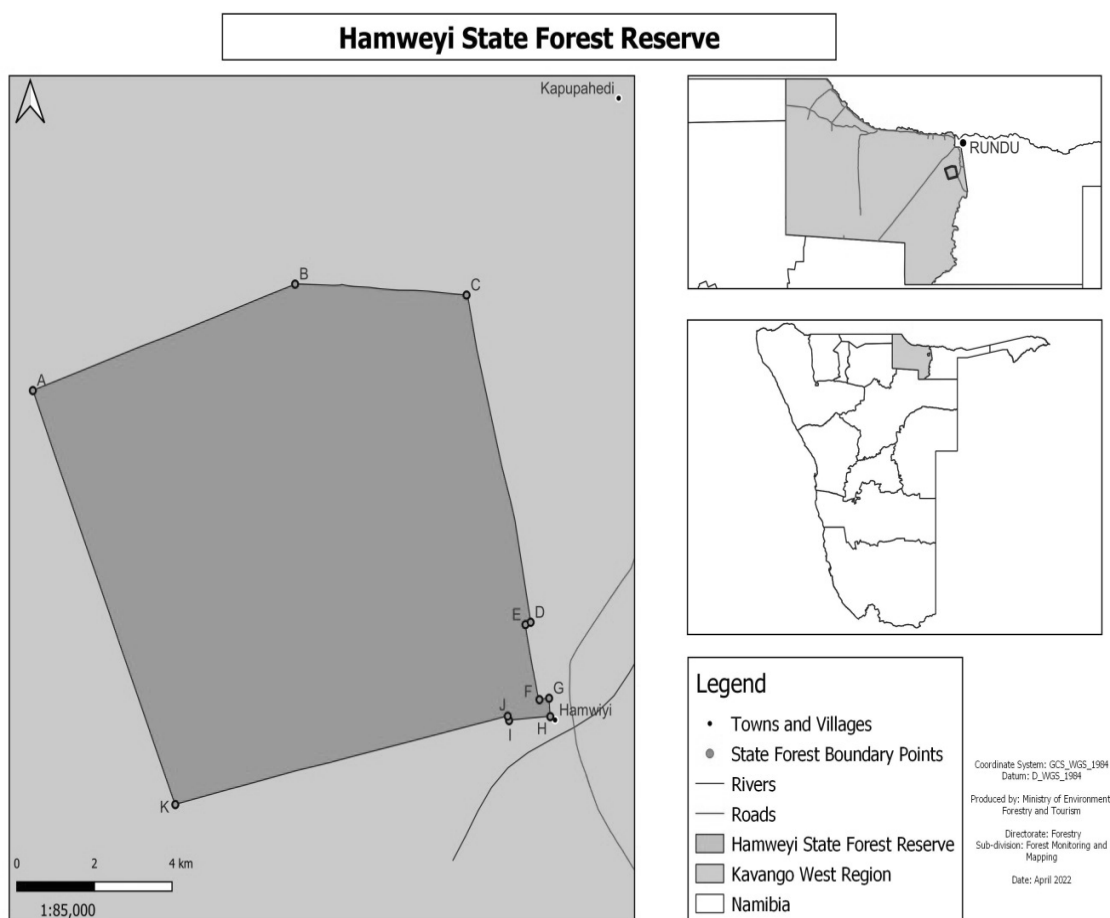 Hamweyi State Forest Reserve
Kapupahedi
B
C
A
D
E
F
G
Hamwiyi
J
H
I
K
0 2 4 km
1:85,000
RUNDU
Legend
Towns and Villages
State Forest Boundary Points
Rivers
Roads
Hamweyi State Forest Reserve
Kavango West Region
Namibia
Coordinate System: GCS_WGS_1984
Datum: D_WGS_1984
Produced by: Ministry of Environment
Forestry and Tourism
Directorate: Forestry
Sub-division: Forest Monitoring and
Mapping
Date: April 2022